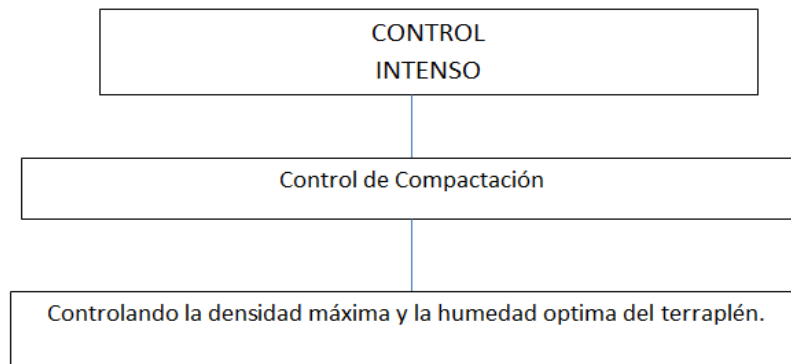 CONTROL
INTENSO
Control de Compactación
Controlando la densidad máxima y la humedad optima del terraplén.